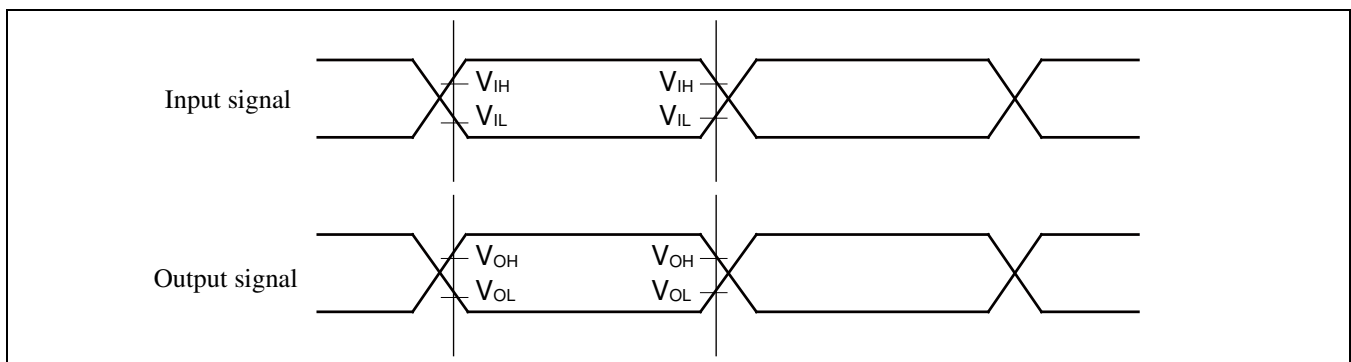 Input signal
VIH VIH
VIL VIL
Output signal
VOH VOH
VOL VOL